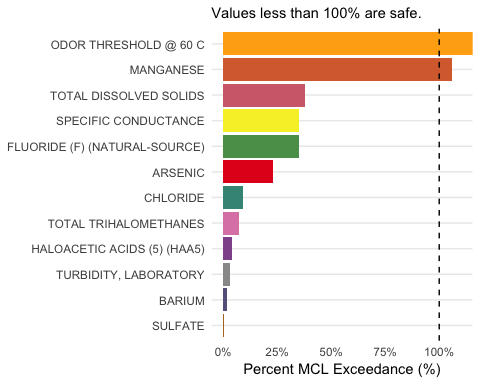 Values less than 100% are safe.
ODOR THRESHOLD @ 60 C
MANGANESE
TOTAL DISSOLVED SOLIDS
SPECIFIC CONDUCTANCE
FLUORIDE (F) (NATURAL-SOURCE)
ARSENIC
CHLORIDE
TOTAL TRIHALOMETHANES
HALOACETIC ACIDS (5) (HAA5)
TURBIDITY, LABORATORY
BARIUM
SULFATE
0% 25% 50% 75% 100%
Percent MCL Exceedance (%)